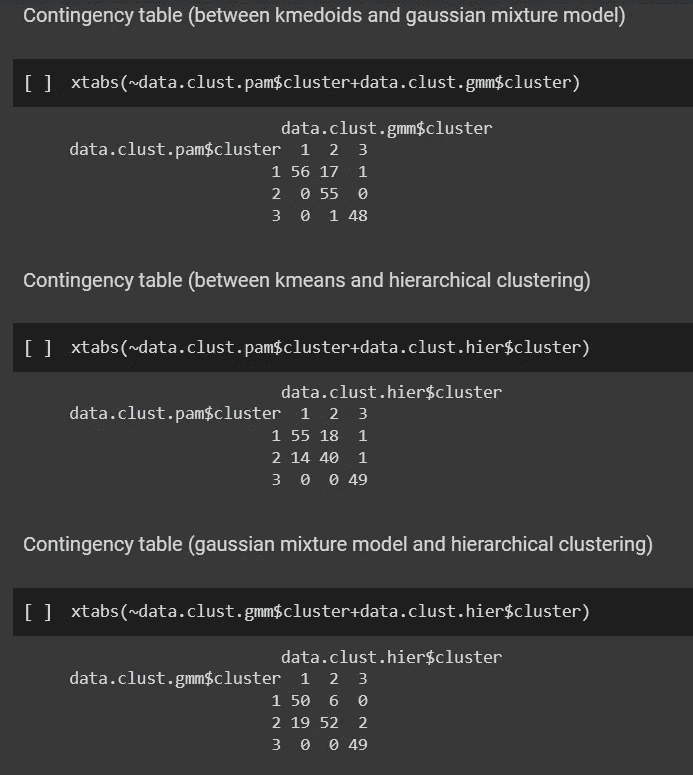 Contingency table (between kmedoids and gaussian mixture model)
[ ] xtabs(~data.clust.pam$cluster+data.clust.gmm$cluster)
data.clust.gmm$cluster
data.clust.pam$cluster 1 2 3
1 56 17 1
2 0 55 0
3 0 1 48
Contingency table (between kmeans and hierarchical clustering)
[ ] xtabs(~data.clust.pam$cluster+data.clust.hier$cluster)
data.clust.hier$cluster
data.clust.pam$cluster 1 2 3
1 55 18 1
2 14 40 1
3 0 0 49
Contingency table (gaussian mixture model and hierarchical clustering)
[ ] xtabs(~data.clust.gmm$cluster+data.clust.hier$cluster)
data.clust.hier$cluster
data.clust.gmm$cluster 1 2 3
1 50 6 0
2 19 52 2
3 0 0 49